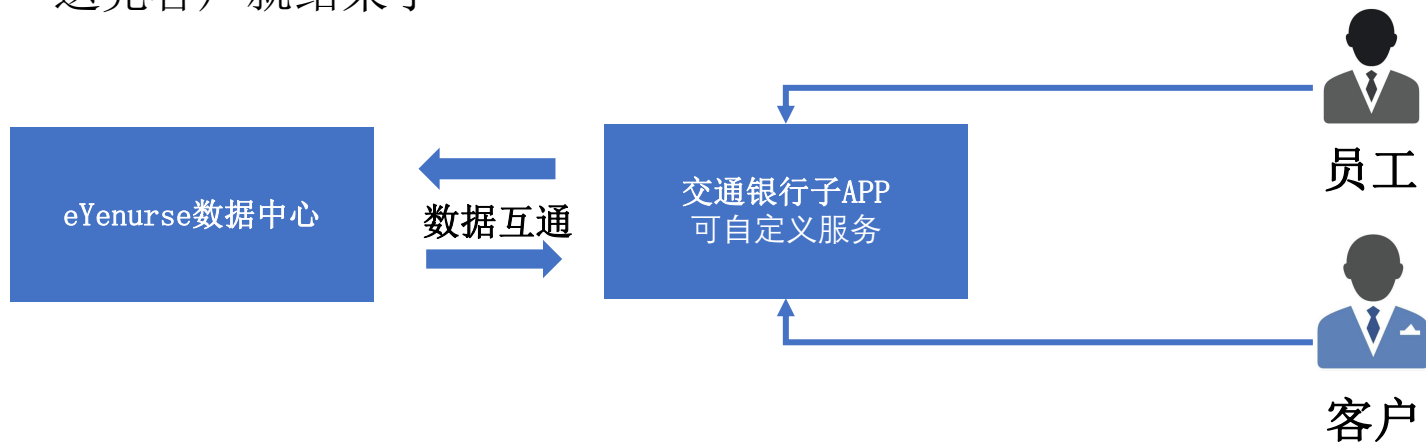 员工
eYenurse数据中心
数据互通
交通银行子APP
可自定义服务
客户